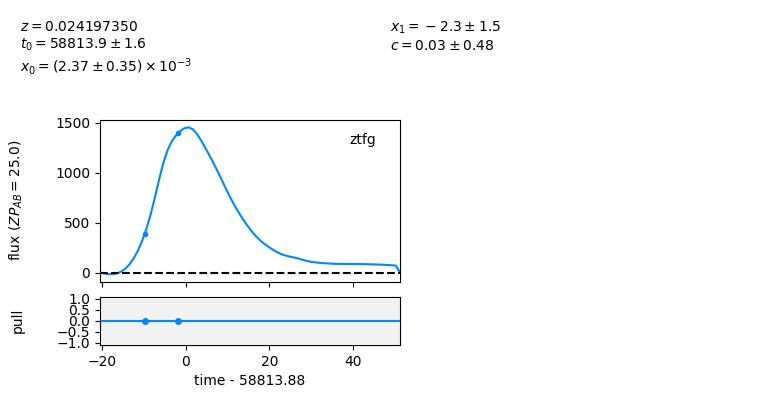 z = 0.024197350
t₀ = 58813.9 ± 1.6
x₀ = (2.37 ± 0.35) × 10⁻³
x₁ = −2.3 ± 1.5
c = 0.03 ± 0.48
flux (ZP_AB = 25.0)
1500
1000
500
0
ztfg
pull
1.0
0.5
0.0
−0.5
−1.0
−20 0 20 40
time - 58813.88